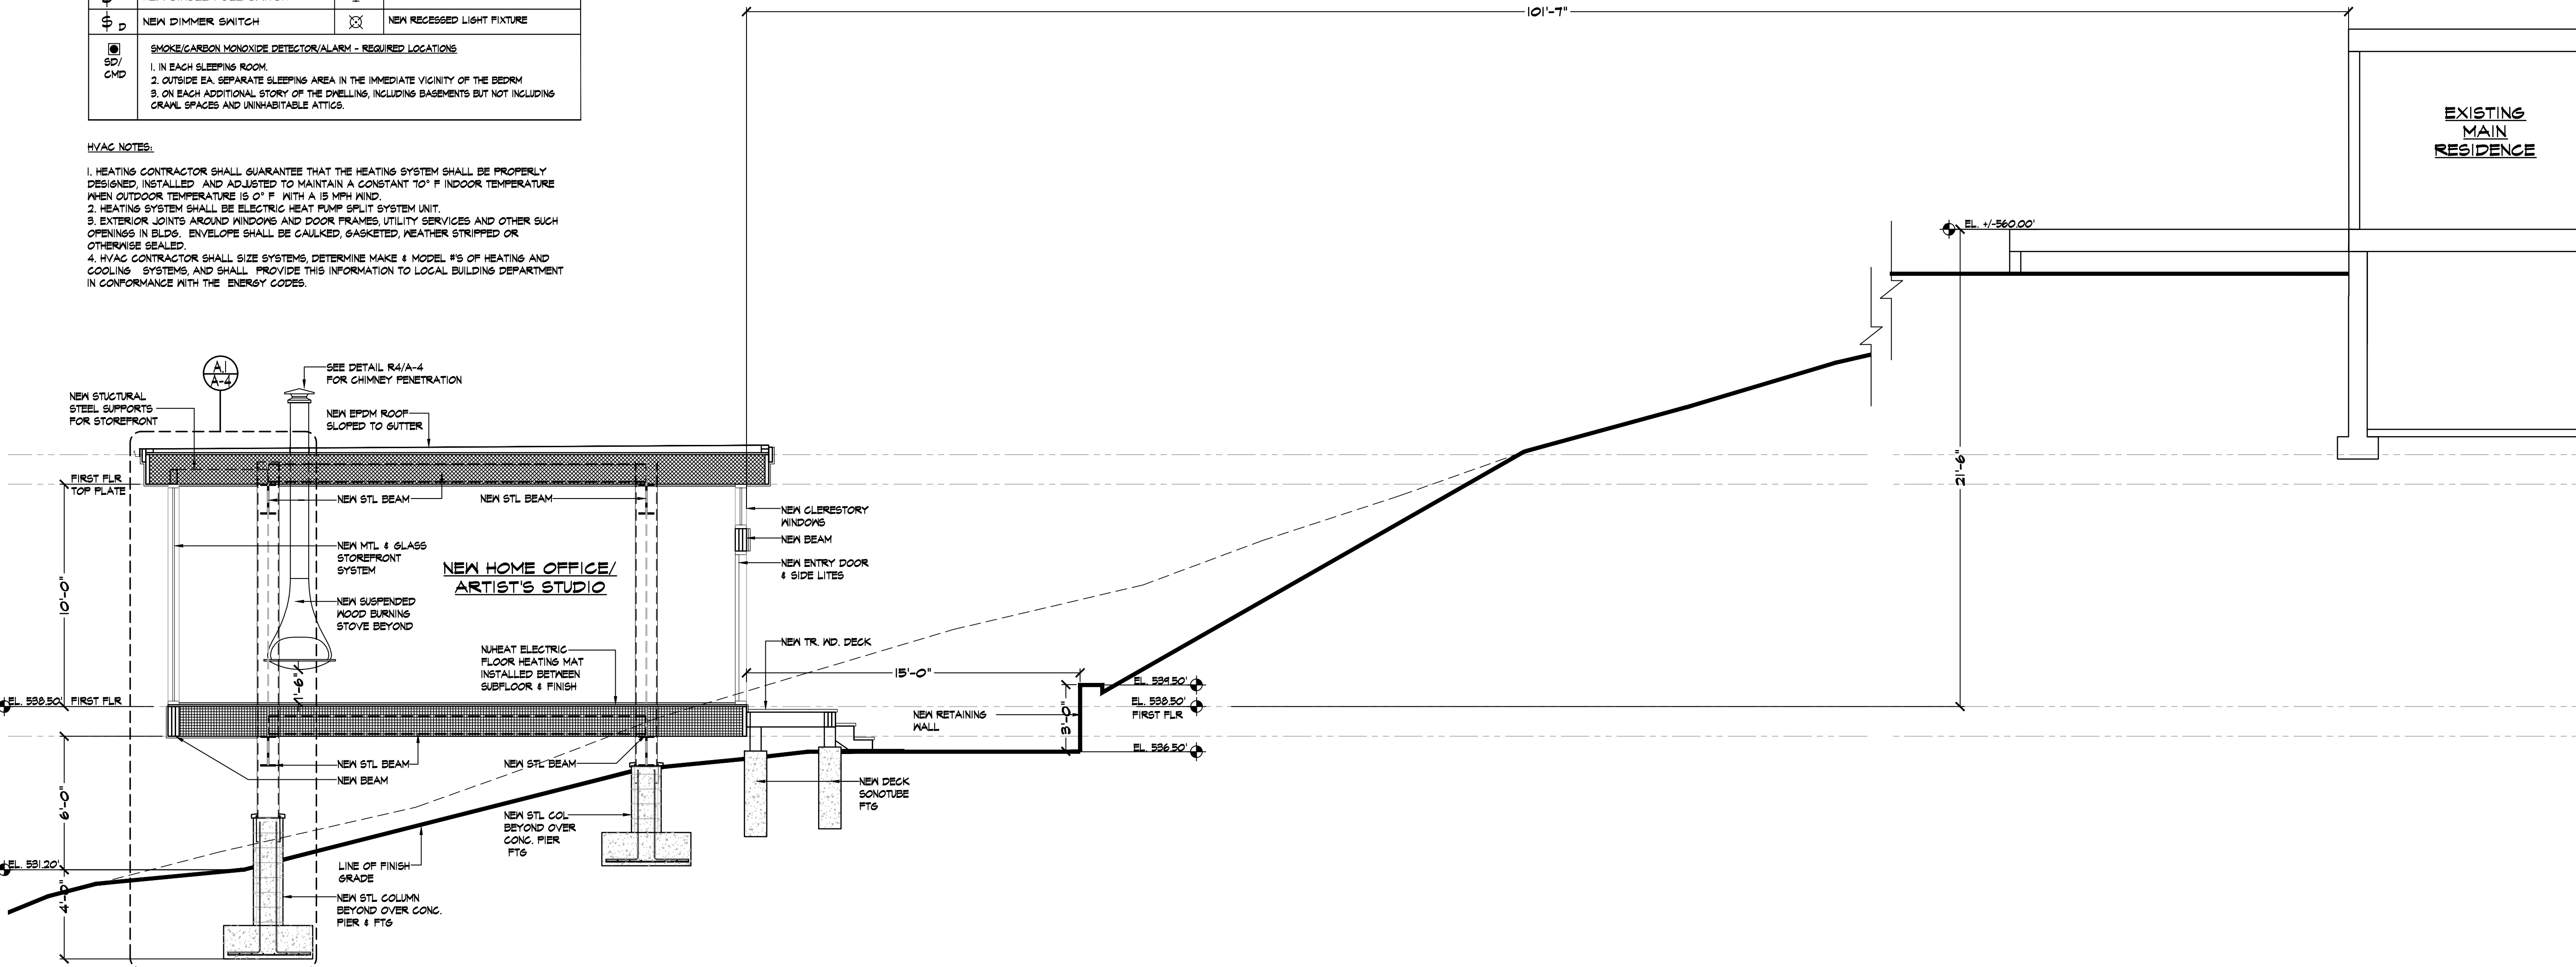 $ D
NEW DIMMER SWITCH
NEW RECESSED LIGHT FIXTURE
SD/
CMD
SMOKE/CARBON MONOXIDE DETECTOR/ALARM - REQUIRED LOCATIONS
1. IN EACH SLEEPING ROOM.
2. OUTSIDE EA. SEPARATE SLEEPING AREA IN THE IMMEDIATE VICINITY OF THE BEDRM
3. ON EACH ADDITIONAL STORY OF THE DWELLING, INCLUDING BASEMENTS BUT NOT INCLUDING
CRAWL SPACES AND UNINHABITABLE ATTICS.
HVAC NOTES:
1. HEATING CONTRACTOR SHALL GUARANTEE THAT THE HEATING SYSTEM SHALL BE PROPERLY
DESIGNED, INSTALLED AND ADJUSTED TO MAINTAIN A CONSTANT 70° F INDOOR TEMPERATURE
WHEN OUTDOOR TEMPERATURE IS 0° F WITH A 15 MPH WIND.
2. HEATING SYSTEM SHALL BE ELECTRIC HEAT PUMP SPLIT SYSTEM UNIT.
3. EXTERIOR JOINTS AROUND WINDOWS AND DOOR FRAMES, UTILITY SERVICES AND OTHER SUCH
OPENINGS IN BLDG. ENVELOPE SHALL BE CAULKED, GASKETED, WEATHER STRIPPED OR
OTHERWISE SEALED.
4. HVAC CONTRACTOR SHALL SIZE SYSTEMS, DETERMINE MAKE & MODEL #'S OF HEATING AND
COOLING SYSTEMS, AND SHALL PROVIDE THIS INFORMATION TO LOCAL BUILDING DEPARTMENT
IN CONFORMANCE WITH THE ENERGY CODES.
101'-7"
EXISTING
MAIN
RESIDENCE
EL. +/-560.00'
21'-6"
A.1
A-4
SEE DETAIL R4/A-4
FOR CHIMNEY PENETRATION
NEW STUCTURAL
STEEL SUPPORTS
FOR STOREFRONT
NEW EPDM ROOF
SLOPED TO GUTTER
FIRST FLR
TOP PLATE
NEW STL BEAM
NEW STL BEAM
NEW CLERESTORY
WINDOWS
NEW BEAM
NEW MTL & GLASS
STOREFRONT
SYSTEM
NEW HOME OFFICE/
ARTIST'S STUDIO
NEW ENTRY DOOR
& SIDE LITES
10'-0"
NEW SUSPENDED
WOOD BURNING
STOVE BEYOND
NEW TR. WD. DECK
NUHEAT ELECTRIC
FLOOR HEATING MAT
INSTALLED BETWEEN
SUBFLOOR & FINISH
1'-6"
15'-0"
EL. 539.50'
EL. 538.50'
FIRST FLR
EL. 538.50' FIRST FLR
NEW RETAINING
WALL
3'-0"
EL. 536.50'
NEW STL BEAM
NEW BEAM
NEW STL BEAM
NEW DECK
SONOTUBE
FTG
6'-0"
NEW STL COL
BEYOND OVER
CONC. PIER
FTG
EL. 531.20'
LINE OF FINISH
GRADE
4'-0"
NEW STL COLUMN
BEYOND OVER CONC.
PIER & FTG